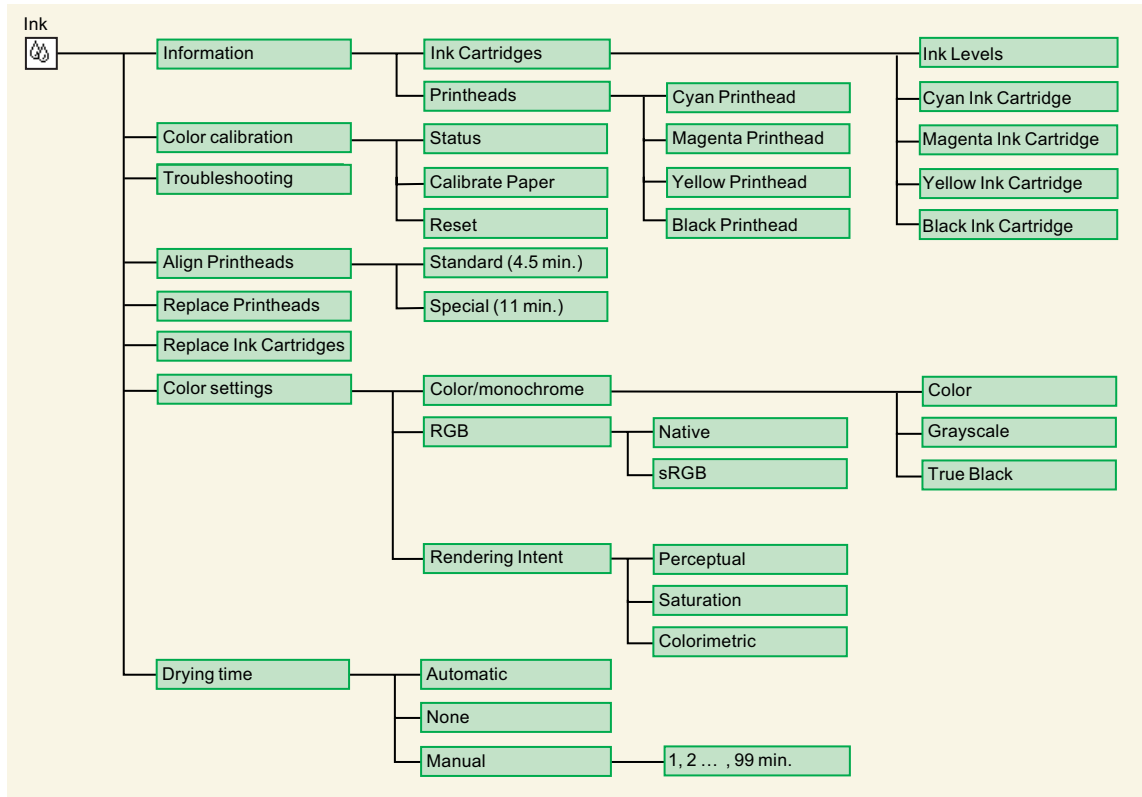 Ink
Information
Ink Cartridges
Ink Levels
Printheads
Cyan Printhead
Cyan Ink Cartridge
Color calibration
Status
Magenta Printhead
Magenta Ink Cartridge
Troubleshooting
Calibrate Paper
Yellow Printhead
Yellow Ink Cartridge
Reset
Black Printhead
Black Ink Cartridge
Align Printheads
Standard (4.5 min.)
Replace Printheads
Special (11 min.)
Replace Ink Cartridges
Color settings
Color/monochrome
Color
RGB
Native
Grayscale
sRGB
True Black
Rendering Intent
Perceptual
Saturation
Colorimetric
Drying time
Automatic
None
Manual
1, 2 ... , 99 min.